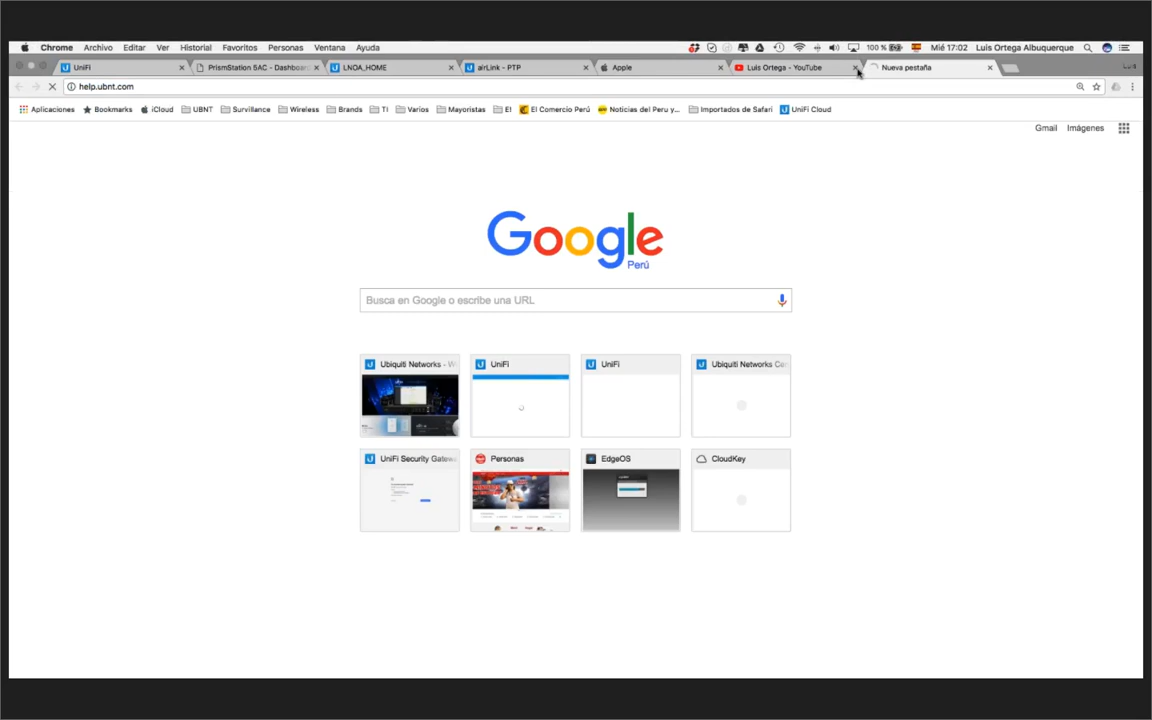 Chrome Archivo Editar Ver Historial Favoritos Personas Ventana Ayuda 100 % Mié 17:02 Luis Ortega Albuquerque
UniFi PrismStation 5AC - Dashboard LNOA_HOME airLink - PTP Apple Luis Ortega - YouTube Nueva pestaña Luis
help.ubnt.com
Aplicaciones Bookmarks iCloud UBNT Survillance Wireless Brands TI Varios Mayoristas El El Comercio Perú Noticias del Peru y... Importados de Safari UniFi Cloud
Gmail Imágenes
Google
Perú
Busca en Google o escribe una URL
Ubiquiti Networks - W UniFi UniFi Ubiquiti Networks Car
UniFi Security Gatew Personas EdgeOS CloudKey